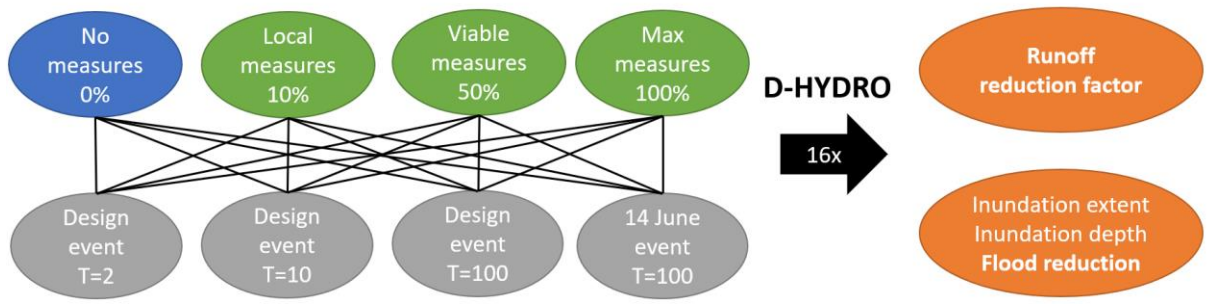 No
measures
0%
Local
measures
10%
Viable
measures
50%
Max
measures
100%
D-HYDRO
16x
Runoff
reduction factor
Design
event
T=2
Design
event
T=10
Design
event
T=100
14 June
event
T=100
Inundation extent
Inundation depth
Flood reduction